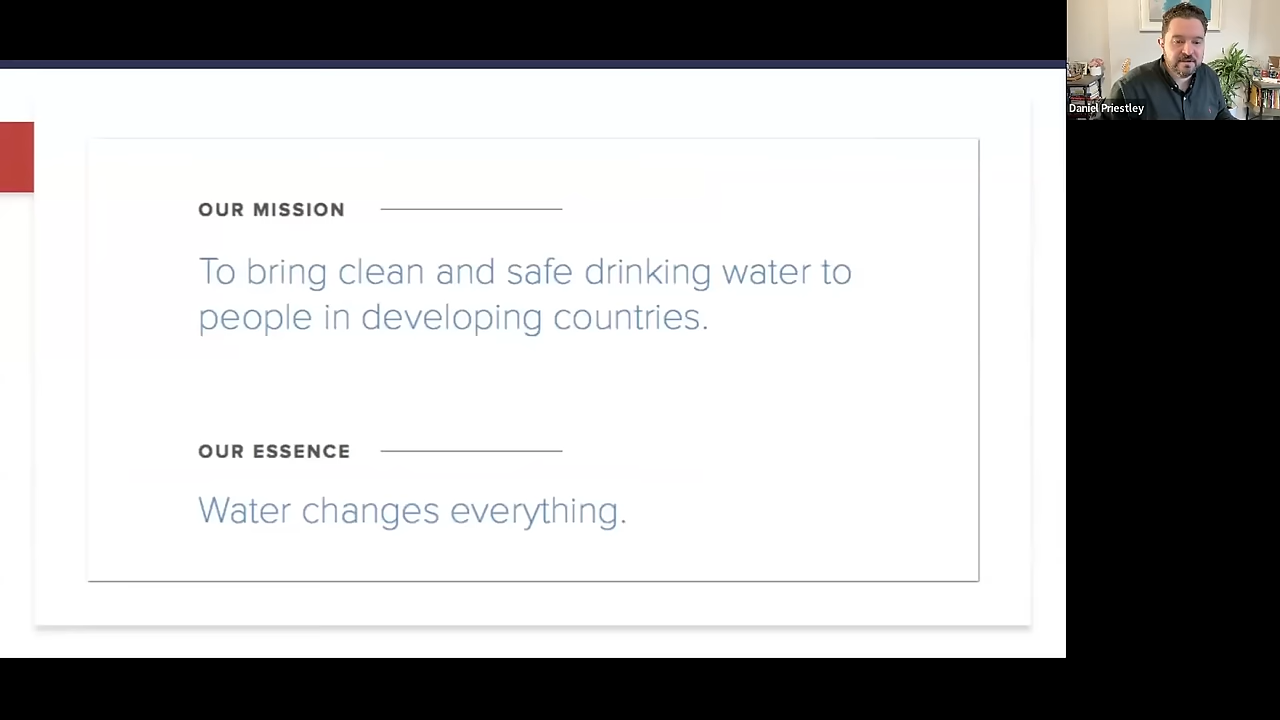 Daniel Priestley
OUR MISSION
To bring clean and safe drinking water to
people in developing countries.
OUR ESSENCE
Water changes everything.